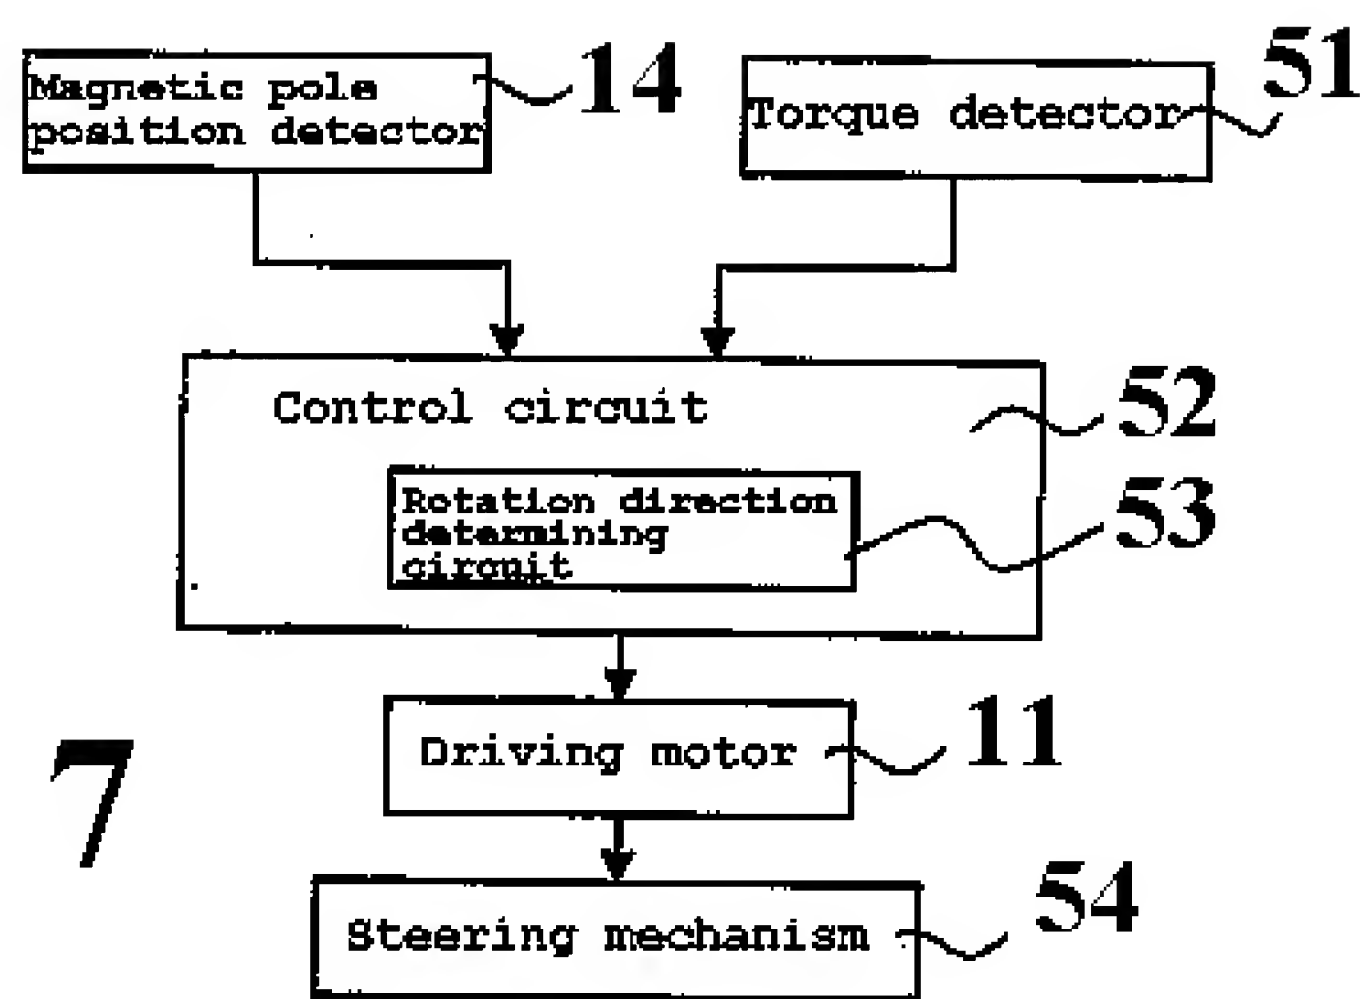 Magnetic pole
position detector
14
Torque detector
51
Control circuit
52
Rotation direction
determining
circuit
53
Driving motor
11
7
Steering mechanism
54